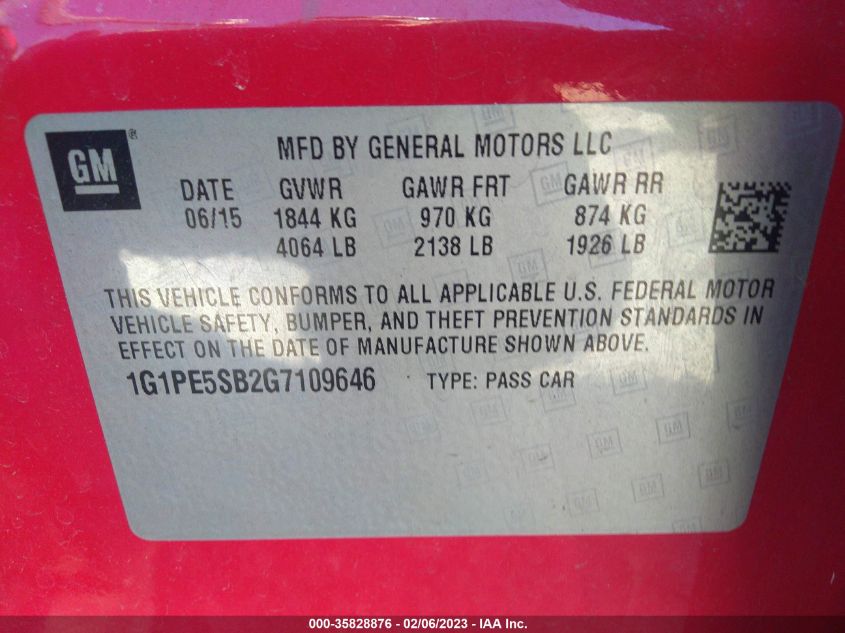 GM
MFD BY GENERAL MOTORS LLC
DATE GVWR GAWR FRT GAWR RR
06/15 1844 KG 970 KG 874 KG
4064 LB 2138 LB 1926 LB
THIS VEHICLE CONFORMS TO ALL APPLICABLE U.S. FEDERAL MOTOR
VEHICLE SAFETY, BUMPER, AND THEFT PREVENTION STANDARDS IN
EFFECT ON THE DATE OF MANUFACTURE SHOWN ABOVE.
1G1PE5SB2G7109646 TYPE: PASS CAR
000-35828876 - 02/06/2023 - IAA Inc.